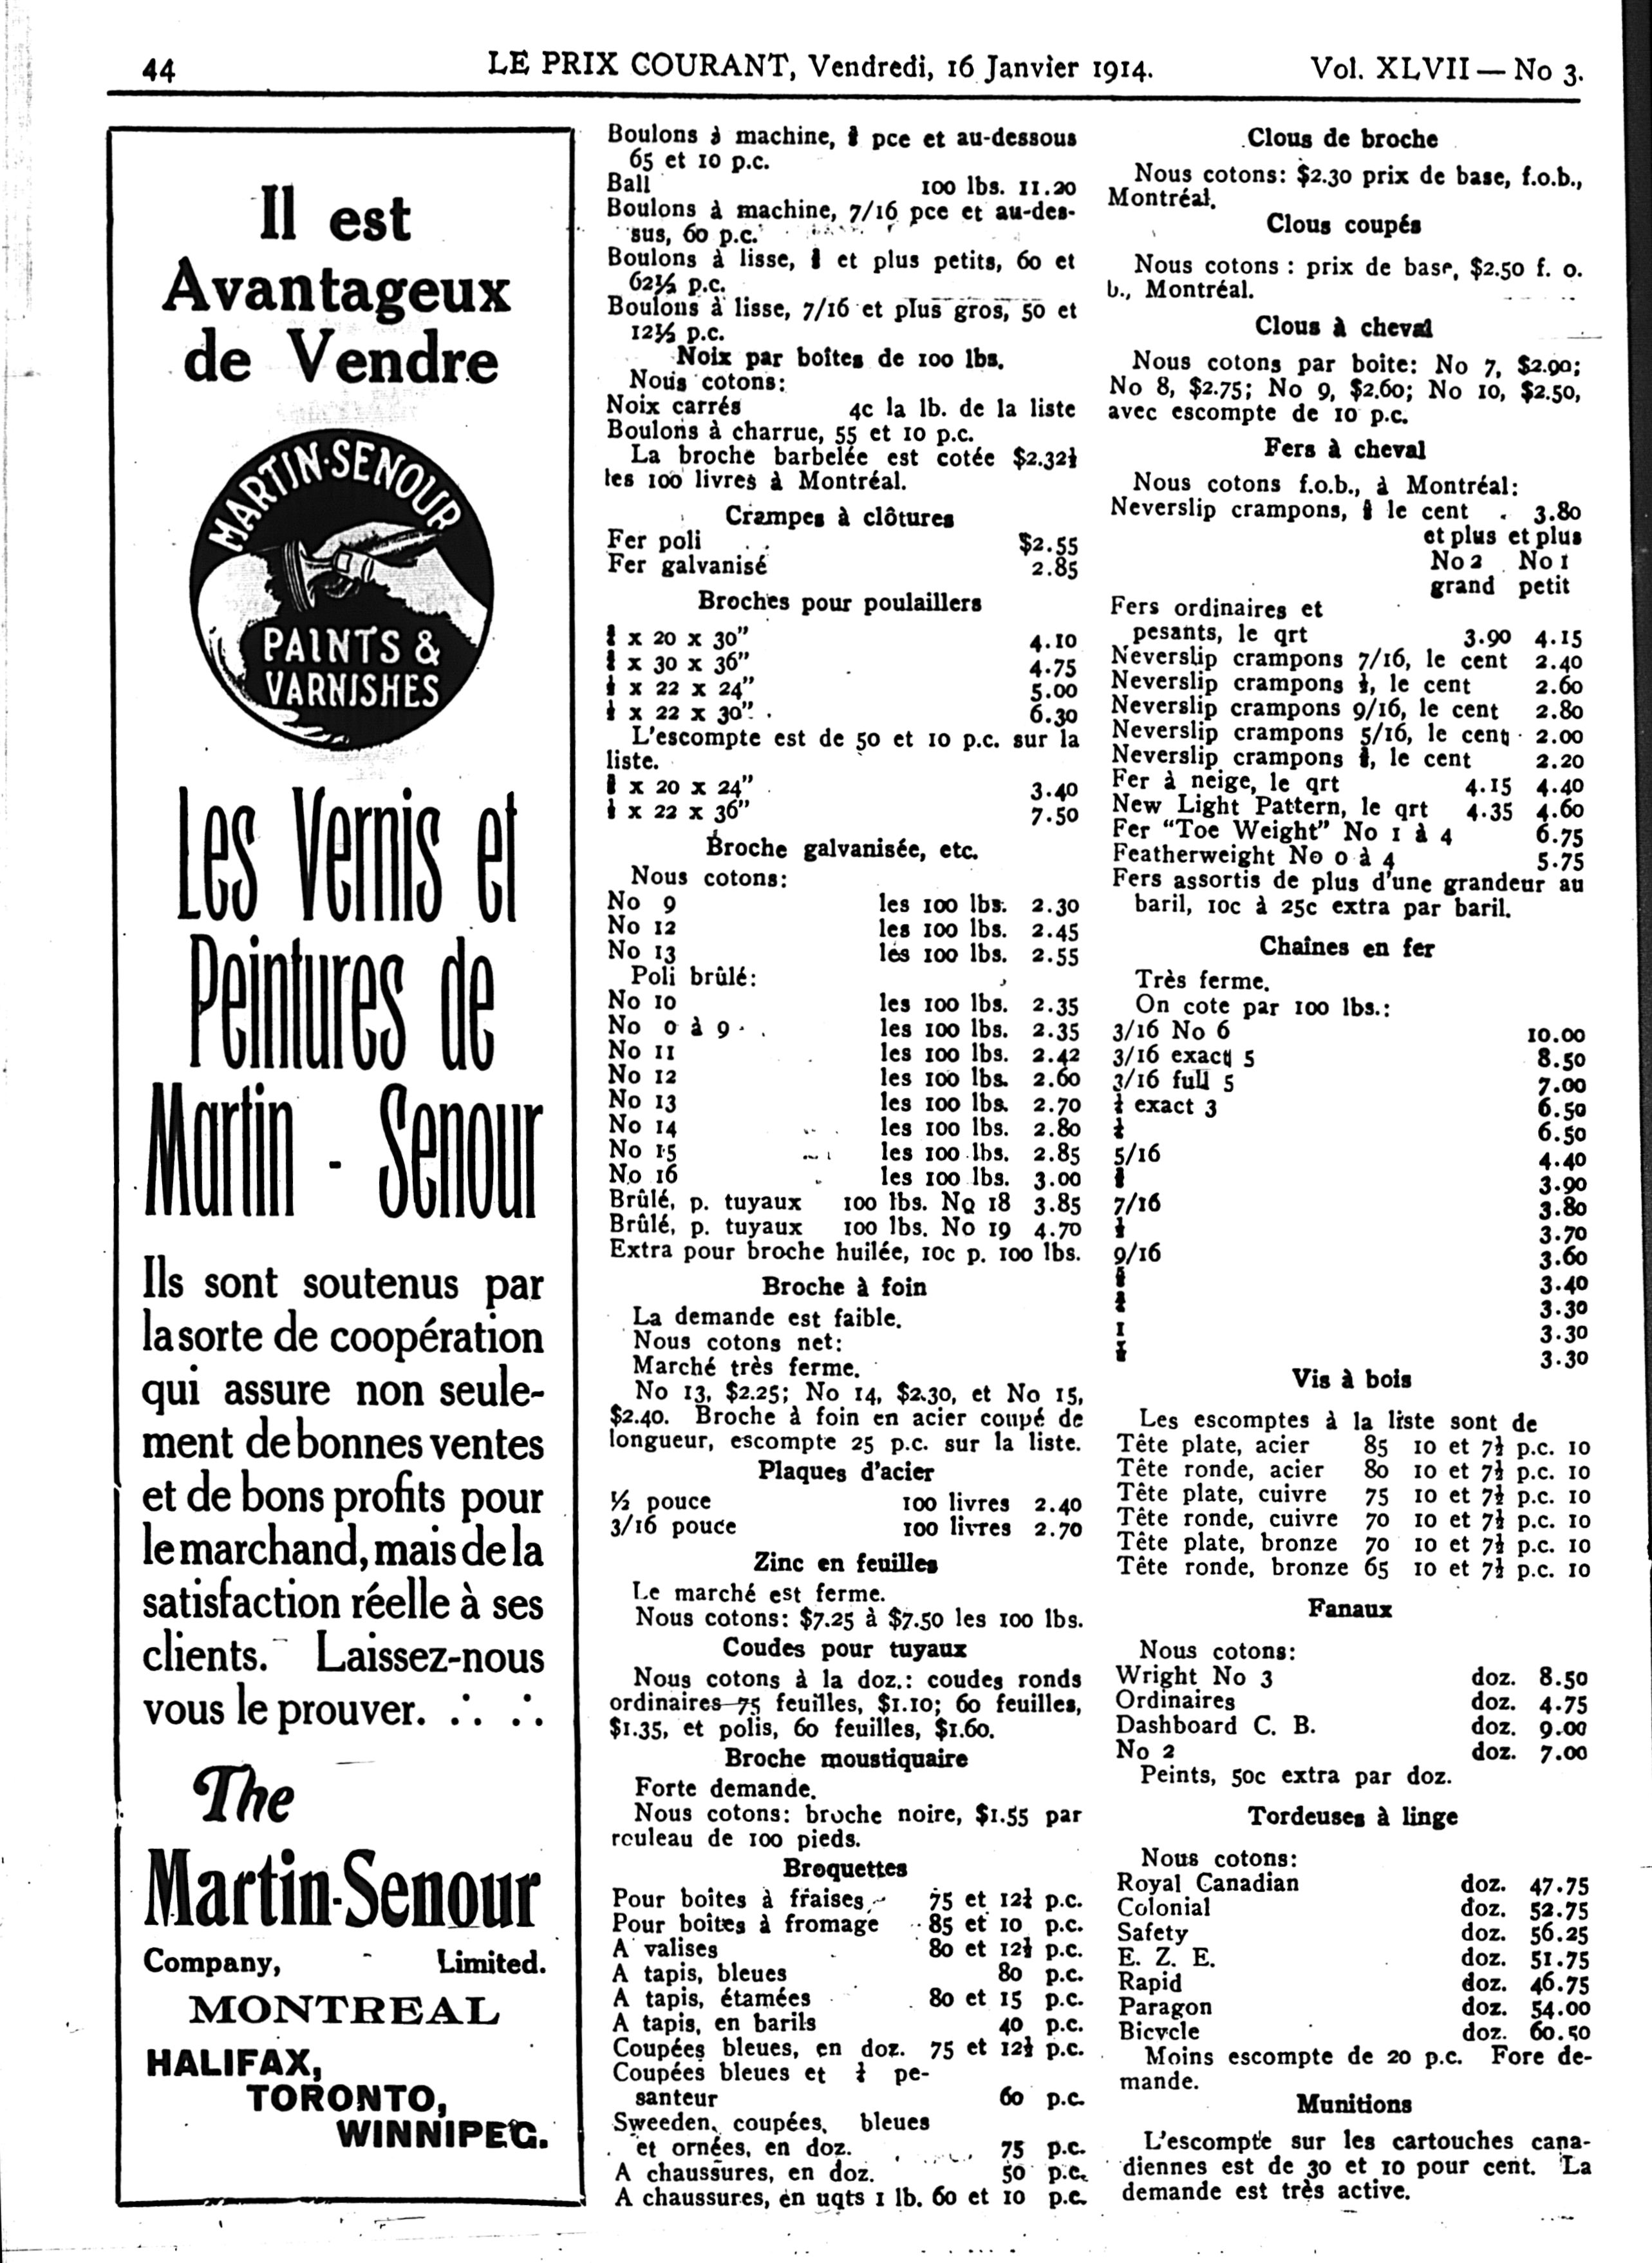 44
LE PRIX COURANT, Vendredi, 16 Janvier 1914.
Vol. XLVII — No 3.
Il est
Avantageux
de Vendre
MARTIN-SENOUR
PAINTS &
VARNISHES
Les Vernis et
Peintures de
Martin - Senour
Ils sont soutenus par
la sorte de coopération
qui assure non seule-
ment de bonnes ventes
et de bons profits pour
le marchand, mais de la
satisfaction réelle à ses
clients. Laissez-nous
vous le prouver. ∴ ∴
The
Martin-Senour
Company, Limited.
MONTREAL
HALIFAX,
TORONTO,
WINNIPEG.
Boulons à machine, pce et au-dessous
65 et 10 p.c.
Ball 100 lbs. 11.20
Boulons à machine, 7/16 pce et au-des-
sus, 60 p.c.
Boulons à lisse, et plus petits, 60 et
62½ p.c.
Boulons à lisse, 7/16 et plus gros, 50 et
12½ p.c.
Noix par boîtes de 100 lbs.
Nous cotons:
Noix carrés 4c la lb. de la liste
Boulons à charrue, 55 et 10 p.c.
La broche barbelée est cotée $2.32½
les 100 livres à Montréal.
Crampes à clôtures
Fer poli $2.55
Fer galvanisé 2.85
Broches pour poulaillers
x 20 x 30" 4.10
x 30 x 36" 4.75
x 22 x 24" 5.00
x 22 x 30" 6.30
L'escompte est de 50 et 10 p.c. sur la
liste.
x 20 x 24" 3.40
x 22 x 36" 7.50
Broche galvanisée, etc.
Nous cotons:
No 9 les 100 lbs. 2.30
No 12 les 100 lbs. 2.45
No 13 les 100 lbs. 2.55
Poli brûlé:
No 10 les 100 lbs. 2.35
No 0 à 9 les 100 lbs. 2.35
No 11 les 100 lbs. 2.42
No 12 les 100 lbs. 2.60
No 13 les 100 lbs. 2.70
No 14 les 100 lbs. 2.80
No 15 les 100 lbs. 2.85
No 16 les 100 lbs. 3.00
Brûlé, p. tuyaux 100 lbs. No 18 3.85
Brûlé, p. tuyaux 100 lbs. No 19 4.70
Extra pour broche huilée, 10c p. 100 lbs.
Broche à foin
La demande est faible.
Nous cotons net:
Marché très ferme.
No 13, $2.25; No 14, $2.30, et No 15,
$2.40. Broche à foin en acier coupé de
longueur, escompte 25 p.c. sur la liste.
Plaques d'acier
½ pouce 100 livres 2.40
3/16 pouce 100 livres 2.70
Zinc en feuilles
Le marché est ferme.
Nous cotons: $7.25 à $7.50 les 100 lbs.
Coudes pour tuyaux
Nous cotons à la doz.: coudes ronds
ordinaires 75 feuilles, $1.10; 60 feuilles,
$1.35, et polis, 60 feuilles, $1.60.
Broche moustiquaire
Forte demande.
Nous cotons: broche noire, $1.55 par
rouleau de 100 pieds.
Broquettes
Pour boites à fraises 75 et 12½ p.c.
Pour boites à fromage 85 et 10 p.c.
A valises 80 et 12½ p.c.
A tapis, bleues 80 p.c.
A tapis, étamées 80 et 15 p.c.
A tapis, en barils 40 p.c.
Coupées bleues, en doz. 75 et 12½ p.c.
Coupées bleues et pe-
santeur 60 p.c.
Sweeden, coupées, bleues
et ornées, en doz. 75 p.c.
A chaussures, en doz. 50 p.c.
A chaussures, en uqts 1 lb. 60 et 10 p.c.
Clous de broche
Nous cotons: $2.30 prix de base, f.o.b.,
Montréal.
Clous coupés
Nous cotons : prix de base, $2.50 f. o.
b., Montréal.
Clous à cheval
Nous cotons par boite: No 7, $2.90;
No 8, $2.75; No 9, $2.60; No 10, $2.50,
avec escompte de 10 p.c.
Fers à cheval
Nous cotons f.o.b., à Montréal:
Neverslip crampons, le cent 3.80
et plus et plus
No 2 No 1
grand petit
Fers ordinaires et
pesants, le qrt 3.90 4.15
Neverslip crampons 7/16, le cent 2.40
Neverslip crampons ½, le cent 2.60
Neverslip crampons 9/16, le cent 2.80
Neverslip crampons 5/16, le cent 2.00
Neverslip crampons le cent 2.20
Fer à neige, le qrt 4.15 4.40
New Light Pattern, le qrt 4.35 4.60
Fer "Toe Weight" No 1 à 4 6.75
Featherweight No 0 à 4 5.75
Fers assortis de plus d'une grandeur au
baril, 10c à 25c extra par baril.
Chaînes en fer
Très ferme.
On cote par 100 lbs.:
3/16 No 6 10.00
3/16 exact 5 8.50
3/16 full 5 7.00
exact 3 6.50
6.50
5/16 4.40
3.90
7/16 3.80
3.70
9/16 3.60
3.40
3.30
1 3.30
3.30
Vis à bois
Les escomptes à la liste sont de
Tête plate, acier 85 10 et 7½ p.c. 10
Tête ronde, acier 80 10 et 7½ p.c. 10
Tête plate, cuivre 75 10 et 7½ p.c. 10
Tête ronde, cuivre 70 10 et 7½ p.c. 10
Tête plate, bronze 70 10 et 7½ p.c. 10
Tête ronde, bronze 65 10 et 7½ p.c. 10
Fanaux
Nous cotons:
Wright No 3 doz. 8.50
Ordinaires doz. 4.75
Dashboard C. B. doz. 9.00
No 2 doz. 7.00
Peints, 50c extra par doz.
Tordeuses à linge
Nous cotons:
Royal Canadian doz. 47.75
Colonial doz. 52.75
Safety doz. 56.25
E. Z. E. doz. 51.75
Rapid doz. 46.75
Paragon doz. 54.00
Bicycle doz. 60.50
Moins escompte de 20 p.c. Fore de-
mande.
Munitions
L'escompte sur les cartouches cana-
diennes est de 30 et 10 pour cent. La
demande est très active.